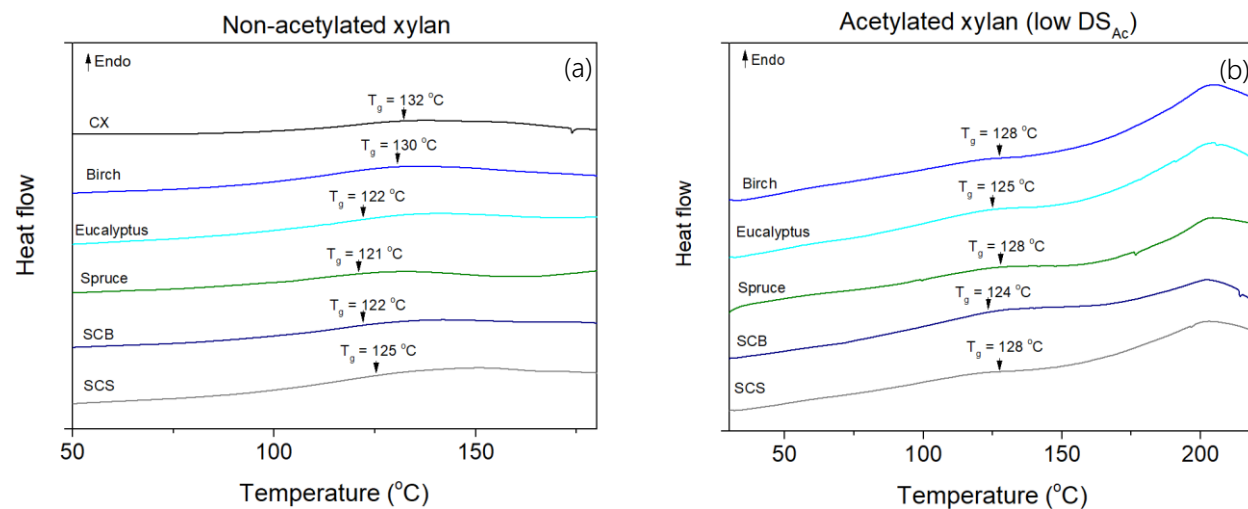 Non-acetylated xylan
Endo
(a)
T_g = 132 °C
CX
T_g = 130 °C
Birch
T_g = 122 °C
Eucalyptus
T_g = 121 °C
Spruce
T_g = 122 °C
SCB
T_g = 125 °C
SCS
Heat flow
50
100
150
Temperature (°C)
Acetylated xylan (low DS_Ac)
Endo
(b)
T_g = 128 °C
Birch
T_g = 125 °C
Eucalyptus
T_g = 128 °C
Spruce
T_g = 124 °C
SCB
T_g = 128 °C
SCS
Heat flow
50
100
150
200
Temperature (°C)